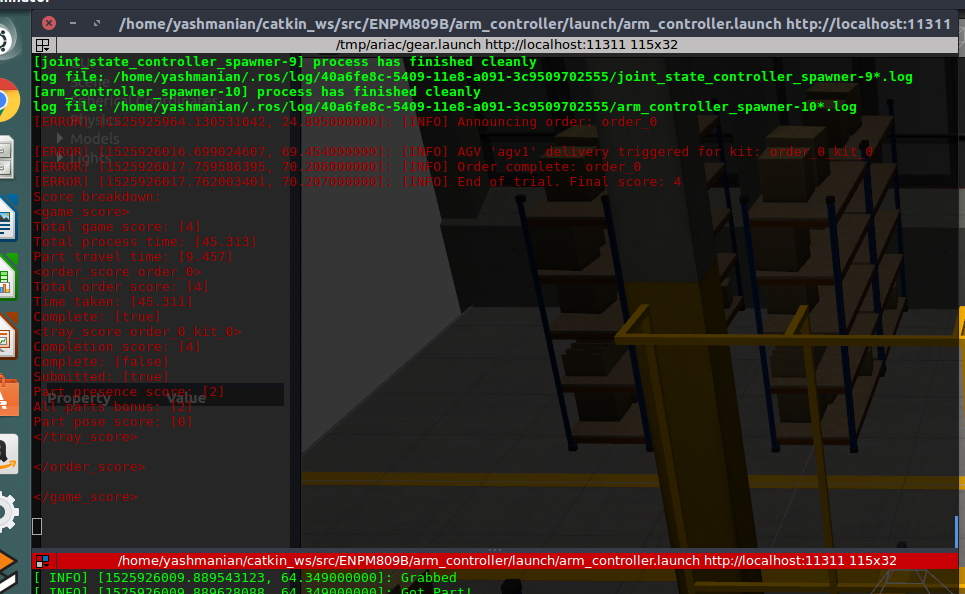 /home/yashmanian/catkin_ws/src/ENPM809B/arm_controller/launch/arm_controller.launch http://localhost:11311
/tmp/ariac/gear.launch http://localhost:11311 115x32
[joint_state_controller_spawner-9] process has finished cleanly
log file: /home/yashmanian/.ros/log/40a6fe8c-5409-11e8-a091-3c9509702555/joint_state_controller_spawner-9*.log
[arm_controller_spawner-10] process has finished cleanly
log file: /home/yashmanian/.ros/log/40a6fe8c-5409-11e8-a091-3c9509702555/arm_controller_spawner-10*.log
[ERROR] [1525925964.130531042, 24.895000000]: [INFO] Announcing order: order_0
Physics
Models
Lights
[ERROR] [1525926016.699024607, 69.454000000]: [INFO] AGV 'agv1' delivery triggered for kit: order_0_kit_0
[ERROR] [1525926017.759586395, 70.206000000]: [INFO] Order complete: order_0
[ERROR] [1525926017.762003401, 70.207000000]: [INFO] End of trial. Final score: 4
Score breakdown:
<game_score>
Total game score: [4]
Total process time: [45.313]
Part travel time: [9.457]
<order_score order_0>
Total order score: [4]
Time taken: [45.311]
Complete: [true]
<tray_score order_0_kit_0>
Completion score: [4]
Complete: [false]
Submitted: [true]
Part presence score: [2]
Property Value
All parts bonus: [2]
Part pose score: [0]
</tray_score>
</order_score>
</game_score>
/home/yashmanian/catkin_ws/src/ENPM809B/arm_controller/launch/arm_controller.launch http://localhost:11311 115x32
[ INFO] [1525926009.889543123, 64.349000000]: Grabbed
[ INFO] [1525926009.889628088, 64.349000000]: Got Part!